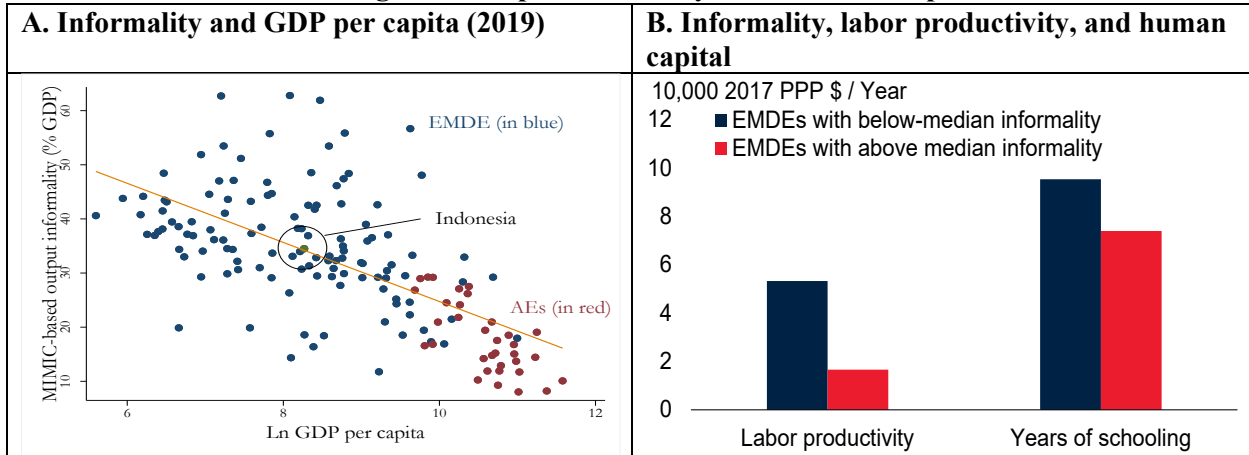 A. Informality and GDP per capita (2019)
B. Informality, labor productivity, and human
capital
MIMIC-based output informality (% GDP)
60
50
40
30
20
10
EMDE (in blue)
Indonesia
AEs (in red)
6
8
10
12
Ln GDP per capita
10,000 2017 PPP $ / Year
12
10
8
6
4
2
0
EMDEs with below-median informality
EMDEs with above median informality
Labor productivity
Years of schooling